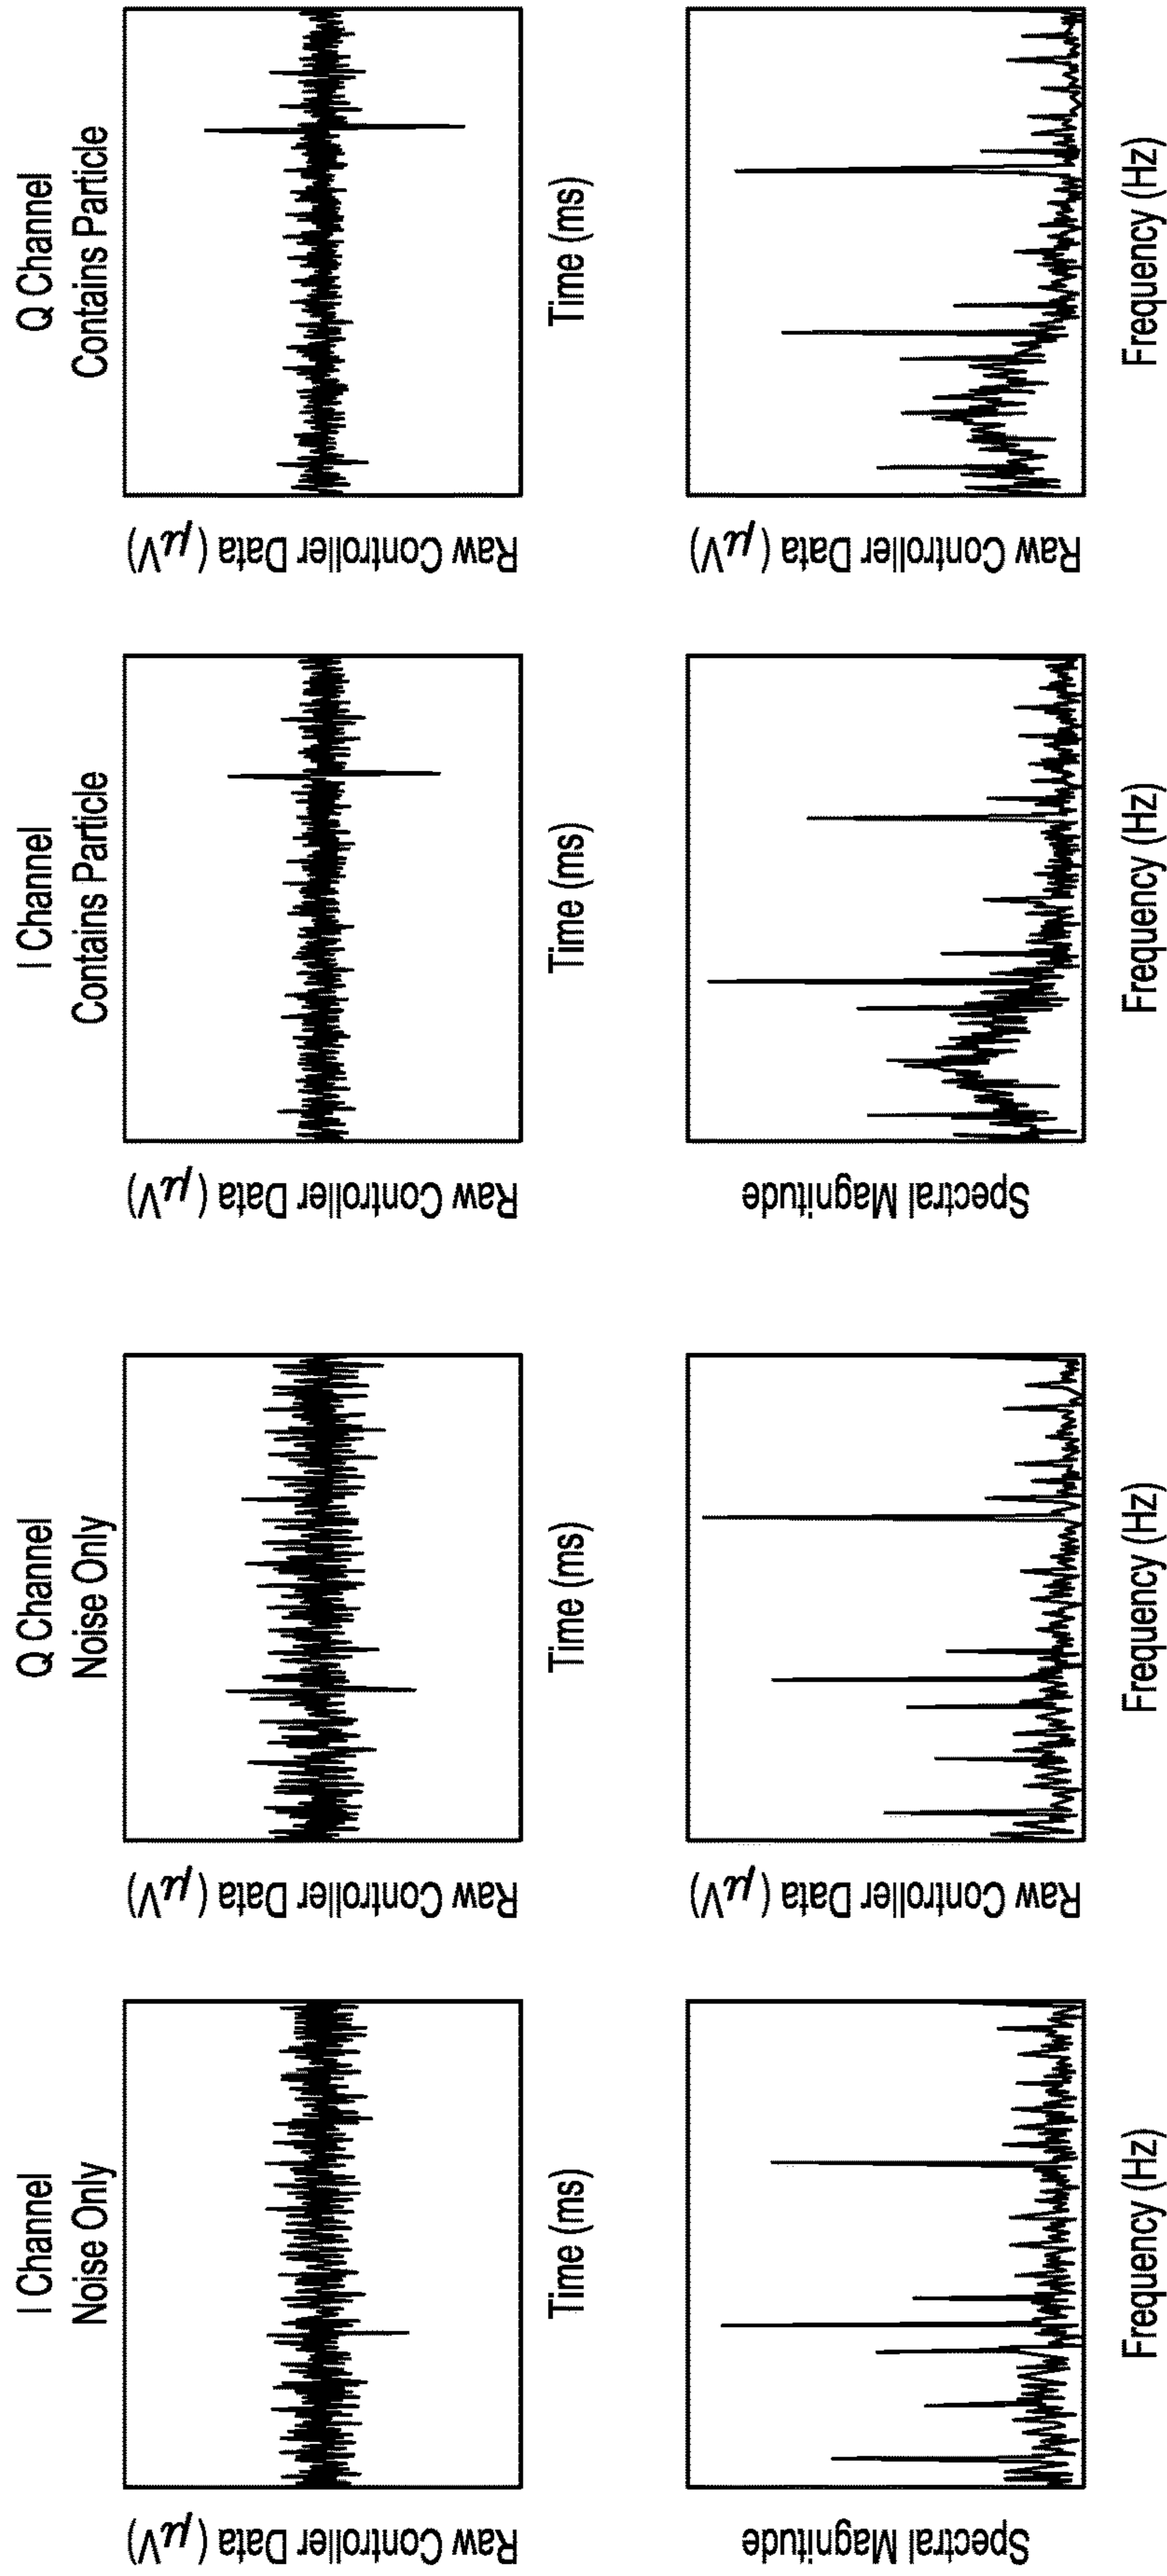 I Channel
Noise Only
Raw Controller Data (μV)
Time (ms)
Spectral Magnitude
Frequency (Hz)
Q Channel
Noise Only
Raw Controller Data (μV)
Time (ms)
Raw Controller Data (μV)
Frequency (Hz)
I Channel
Contains Particle
Raw Controller Data (μV)
Time (ms)
Spectral Magnitude
Frequency (Hz)
Q Channel
Contains Particle
Raw Controller Data (μV)
Time (ms)
Raw Controller Data (μV)
Frequency (Hz)